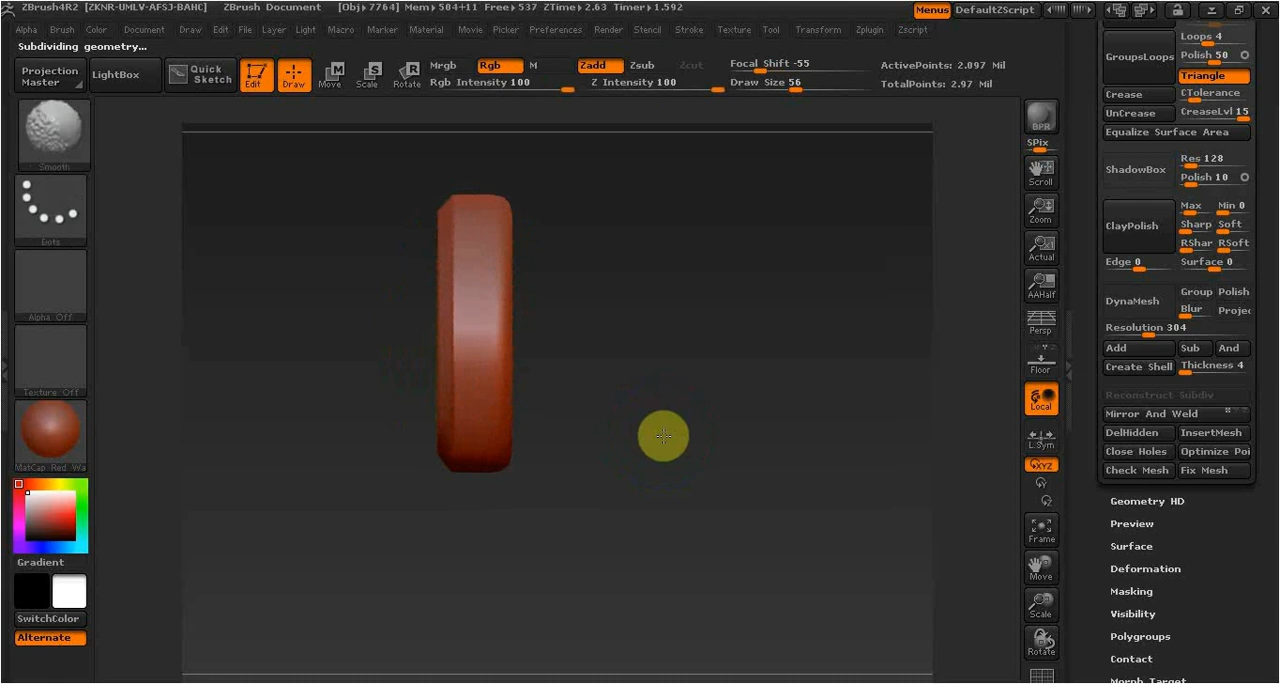 ZBrush4R2 [ZKNR-UMLV-AFSJ-BAHC] ZBrush Document [Obj▸7764] Mem▸504+11 Free▸537 ZTime▸2.63 Timer▸1.592 Menus DefaultZScript
Alpha Brush Color Document Draw Edit File Layer Light Macro Marker Material Movie Picker Preferences Render Stencil Stroke Texture Tool Transform Zplugin Zscript
Subdividing geometry...
Projection Master
LightBox
Quick Sketch
Edit
Draw
Move
Scale
Rotate
Mrgb Rgb M
Rgb Intensity 100
Zadd Zsub Zcut
Z Intensity 100
Focal Shift -55
Draw Size 56
ActivePoints: 2.097 Mil
TotalPoints: 2.97 Mil
Smooth
Dots
Alpha Off
Texture Off
MatCap Red Wa
Gradient
SwitchColor
Alternate
BPR
SPix
Scroll
Zoom
Actual
AAHalf
Persp
Floor
Local
L.Sym
XYZ
Y
Z
Frame
Move
Scale
Rotate
Loops 4
GroupsLoops
Polish 50
Triangle
Crease CTolerance
UnCrease CreaseLvl 15
Equalize Surface Area
ShadowBox
Res 128
Polish 10
ClayPolish
Max Min 0
Sharp Soft
RShar RSoft
Edge 0 Surface 0
DynaMesh
Group Polish
Blur Projec
Resolution 304
Add Sub And
Create Shell Thickness 4
Reconstruct Subdiv
Mirror And Weld
DelHidden InsertMesh
Close Holes Optimize Poi
Check Mesh Fix Mesh
Geometry HD
Preview
Surface
Deformation
Masking
Visibility
Polygroups
Contact
Morph Target